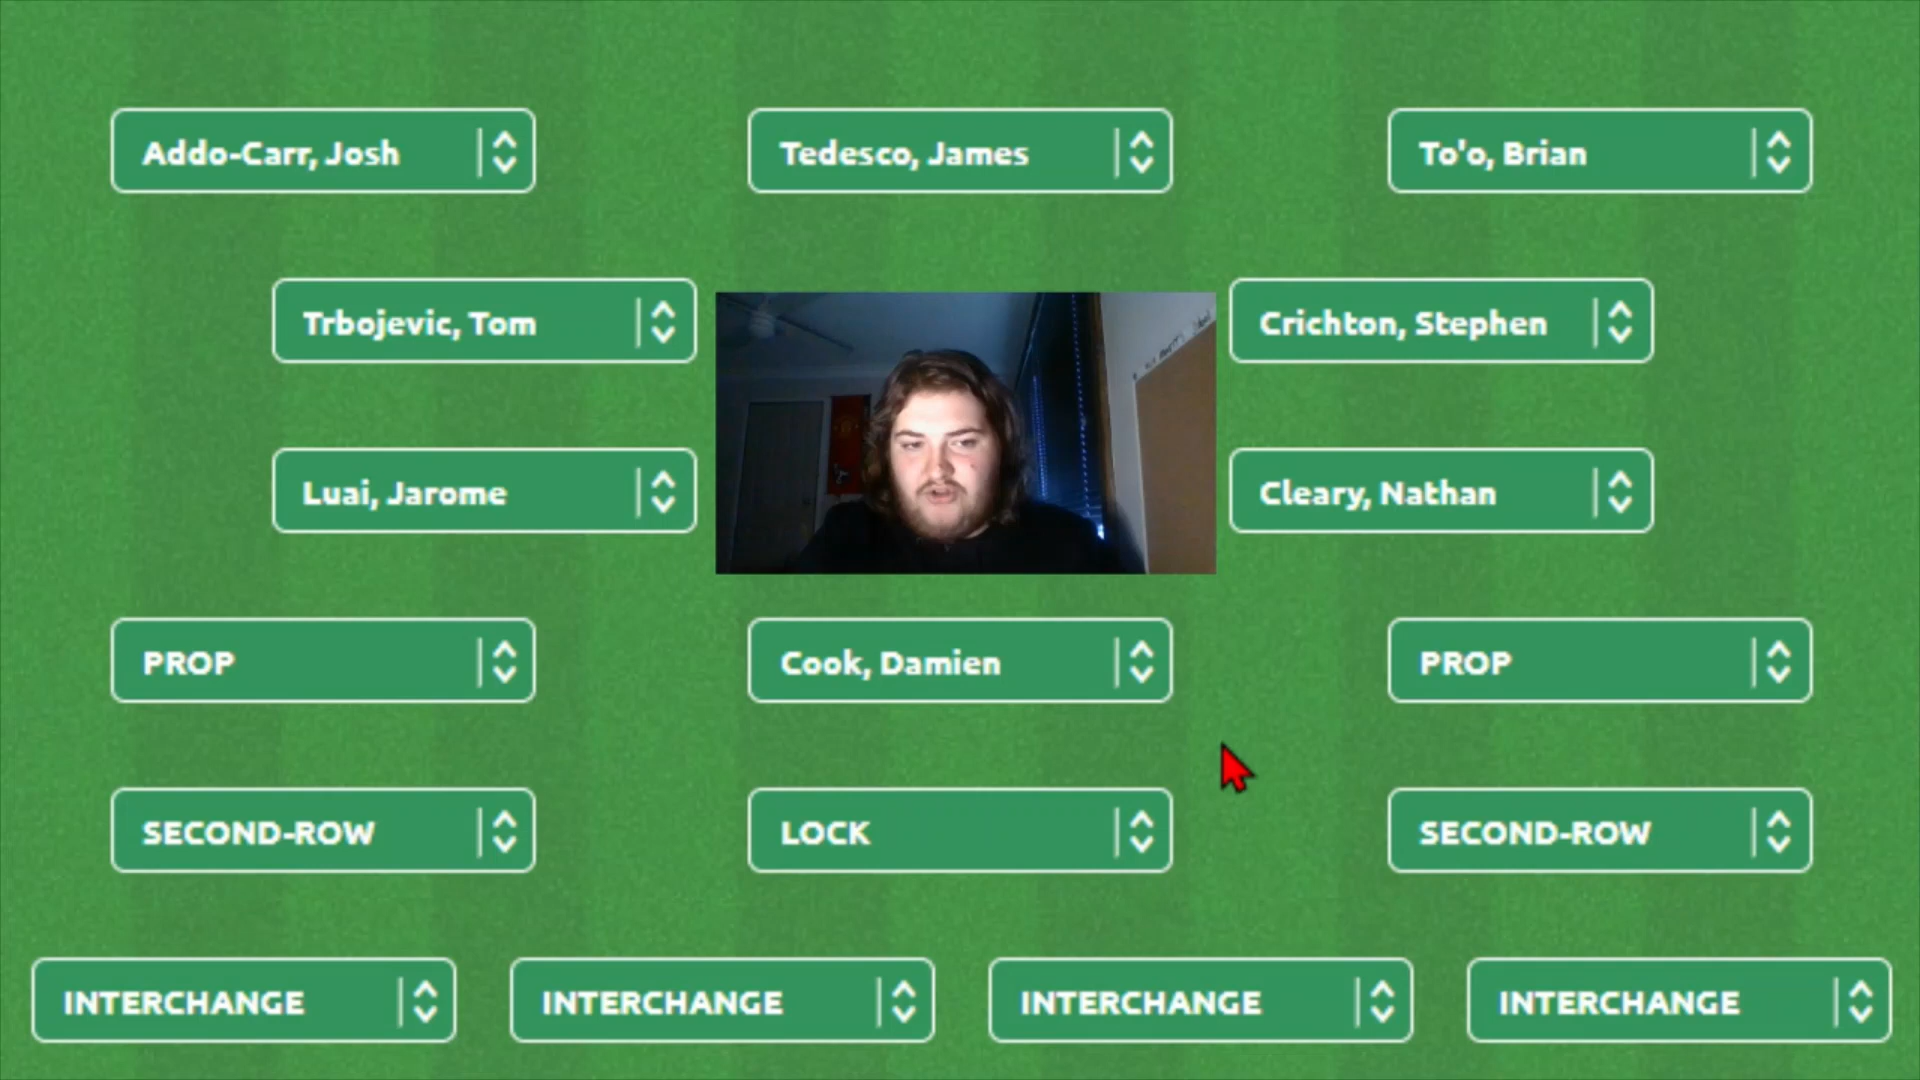 Addo-Carr, Josh
Tedesco, James
To'o, Brian
Trbojevic, Tom
Crichton, Stephen
Luai, Jarome
Cleary, Nathan
PROP
Cook, Damien
PROP
SECOND-ROW
LOCK
SECOND-ROW
INTERCHANGE
INTERCHANGE
INTERCHANGE
INTERCHANGE